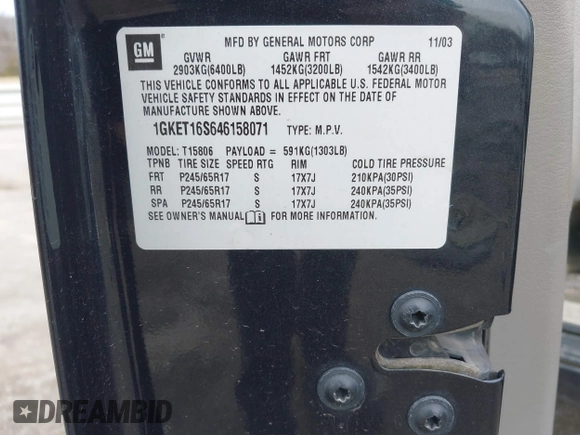 GM
MFD BY GENERAL MOTORS CORP 11/03
GVWR GAWR FRT GAWR RR
2903KG(6400LB) 1452KG(3200LB) 1542KG(3400LB)
THIS VEHICLE CONFORMS TO ALL APPLICABLE U.S. FEDERAL MOTOR
VEHICLE SAFETY STANDARDS IN EFFECT ON THE DATE OF
MANUFACTURE SHOWN ABOVE.
1GKET16S646158071 TYPE: M.P.V.
MODEL: T15806 PAYLOAD = 591KG(1303LB)
TPNB TIRE SIZE SPEED RTG RIM COLD TIRE PRESSURE
FRT P245/65R17 S 17X7J 210KPA(30PSI)
RR P245/65R17 S 17X7J 240KPA(35PSI)
SPA P245/65R17 S 17X7J 240KPA(35PSI)
SEE OWNER'S MANUAL FOR MORE INFORMATION.
DREAMBID